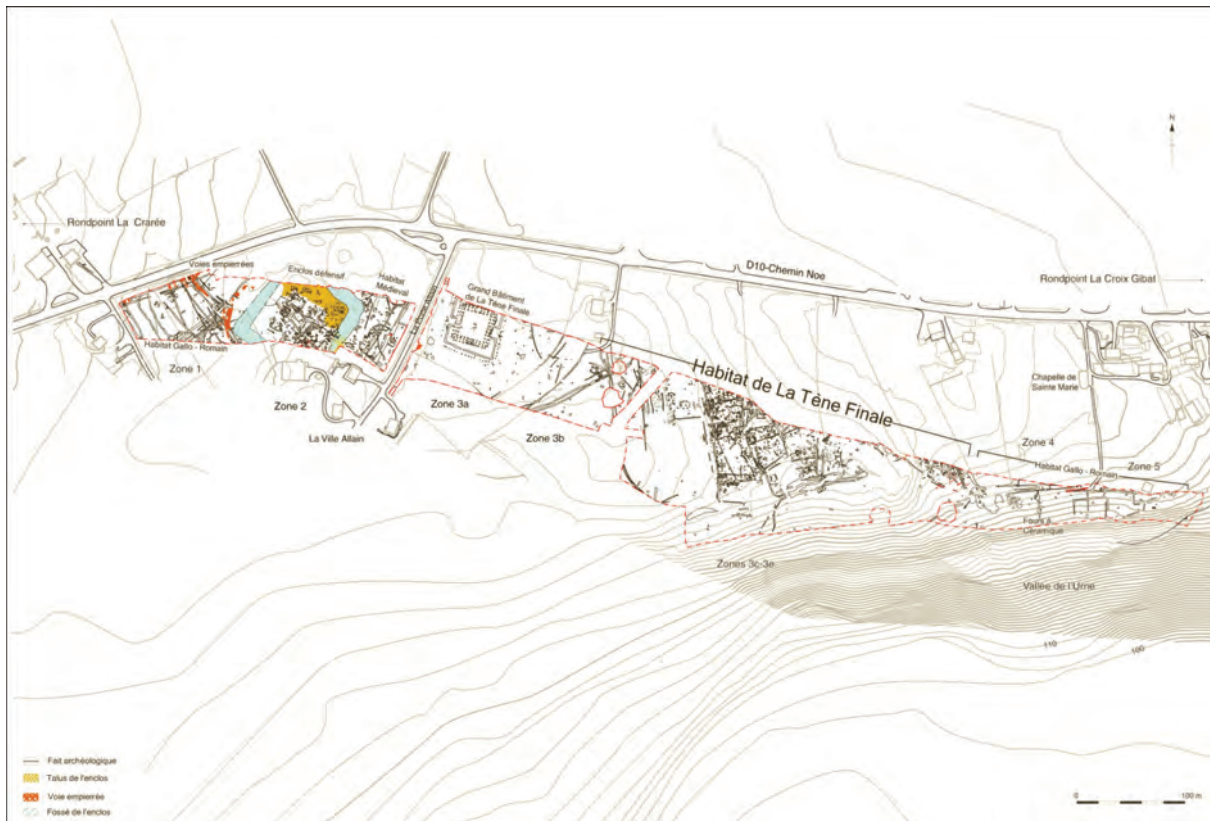 N
Rondpoint La Crarée
Voies empierrées
Enclos défensif
Habitat
Médieval
Grand Bâtiment
de La Tène Finale
D10-Chemin Noe
Rondpoint La Croix Gibat
Habitat Gallo - Romain
Zone 1
Zone 2
La Ville Allain
Zone 3a
Zone 3b
Habitat de La Tène Finale
Chapelle de
Sainte Marie
Zone 4
Habitat Gallo - Romain
Zone 5
Fours à
Céramique
Zones 3c-3e
Vallée de l'Urne
110
100
Fait archéologique
Talus de l'enclos
Voie empierrée
Fossé de l'enclos
0
100 m